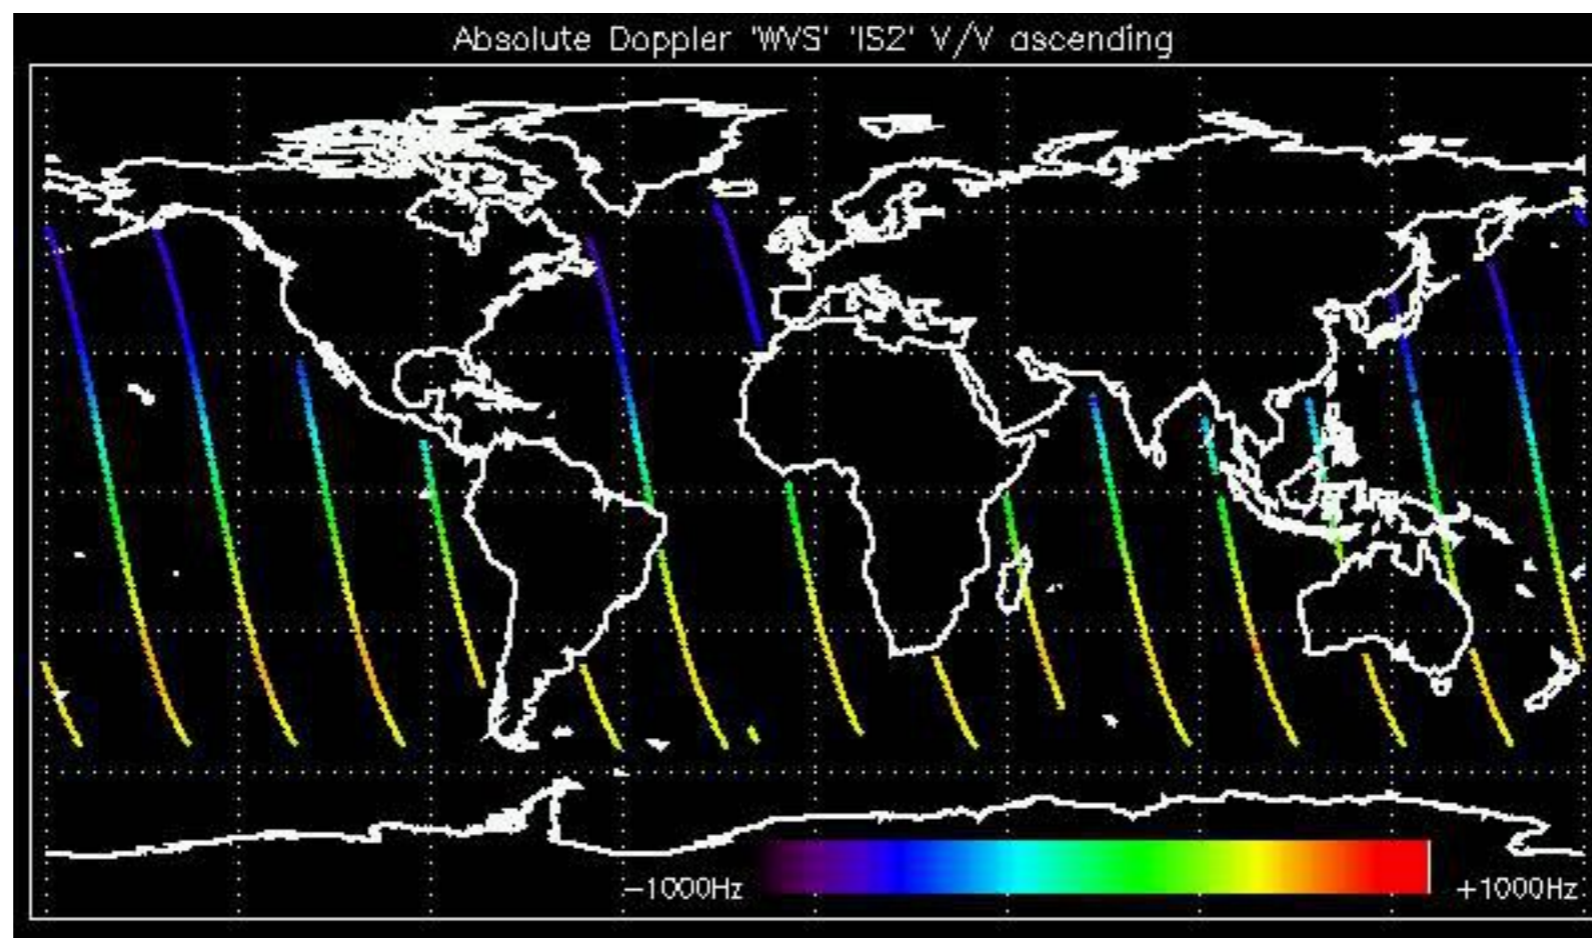 Absolute Doppler 'WVS' 'IS2' V/V ascending
−1000Hz +1000Hz